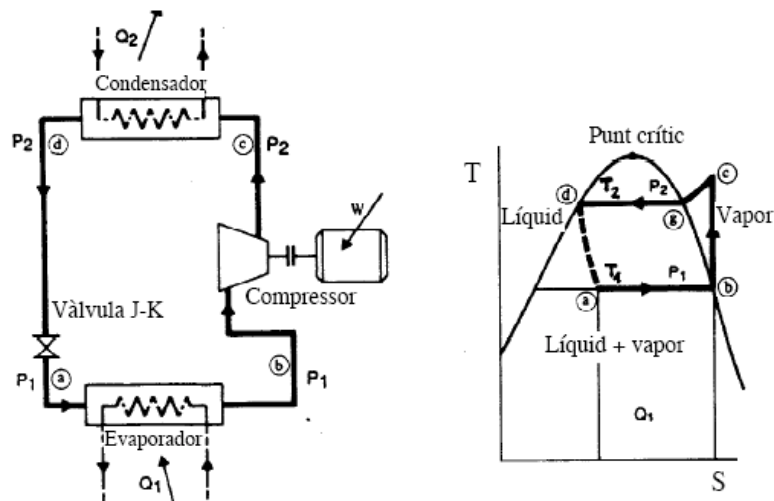 Q2
Condensador
P2
d
c
P2
W
Compressor
Vàlvula J-K
P1
a
b
P1
Evaporador
Q1
Punt crític
T
c
d
T2
P2
Líquid
g
Vapor
T1
P1
a
b
Líquid + vapor
Q1
S